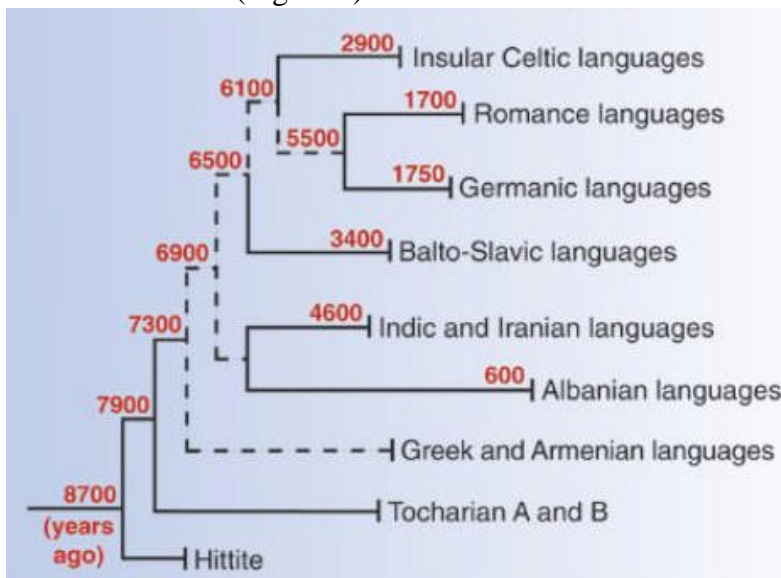 2900 Insular Celtic languages
6100
1700 Romance languages
5500
6500
1750 Germanic languages
3400 Balto-Slavic languages
6900
4600 Indic and Iranian languages
7300
600 Albanian languages
7900
Greek and Armenian languages
8700
(years
ago)
Tocharian A and B
Hittite